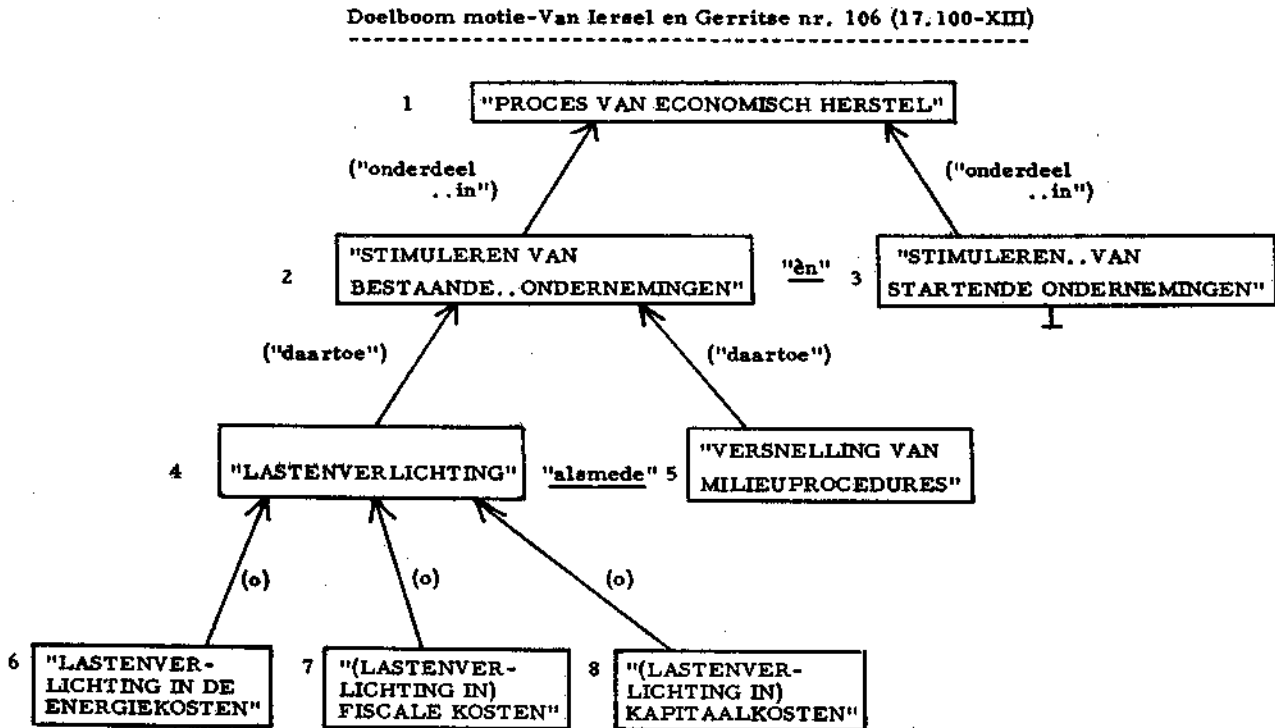 Doelboom motie-Van Iersel en Gerritse nr. 106 (17.100-XIII)
1 "PROCES VAN ECONOMISCH HERSTEL"
("onderdeel
..in")
("onderdeel
..in")
2 "STIMULEREN VAN
BESTAANDE..ONDERNEMINGEN"
"èn"
3 "STIMULEREN..VAN
STARTENDE ONDERNEMINGEN"
("daartoe")
("daartoe")
4 "LASTENVERLICHTING"
"alsmede"
5 "VERSNELLING VAN
MILIEUPROCEDURES"
(o)
(o)
(o)
6 "LASTENVER-
LICHTING IN DE
ENERGIEKOSTEN"
7 "(LASTENVER-
LICHTING IN)
FISCALE KOSTEN"
8 "(LASTENVER-
LICHTING IN)
KAPITAALKOSTEN"